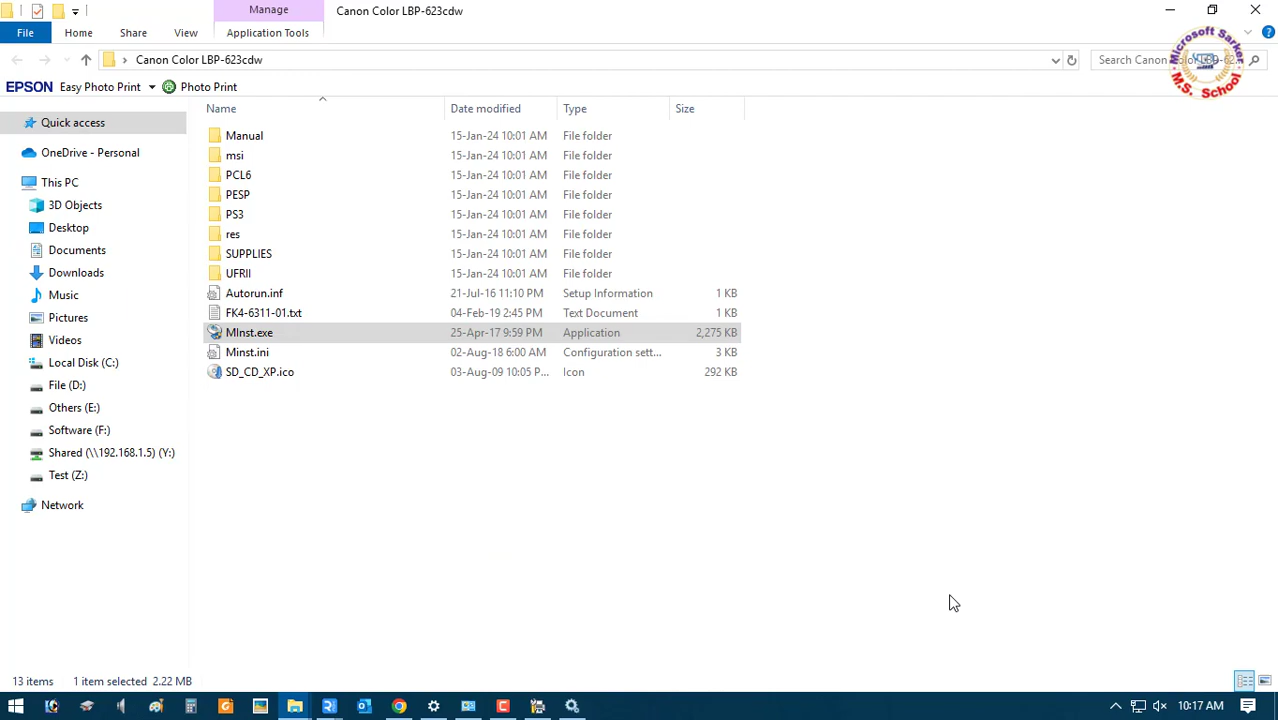 Manage
Canon Color LBP-623cdw
File
Home
Share
View
Application Tools
Canon Color LBP-623cdw
Search Canon
Microsoft Sarker
M.S. School
EPSON Easy Photo Print
Photo Print
Name
Date modified
Type
Size
Quick access
OneDrive - Personal
This PC
3D Objects
Desktop
Documents
Downloads
Music
Pictures
Videos
Local Disk (C:)
File (D:)
Others (E:)
Software (F:)
Shared (\\192.168.1.5) (Y:)
Test (Z:)
Network
Manual 15-Jan-24 10:01 AM File folder
msi 15-Jan-24 10:01 AM File folder
PCL6 15-Jan-24 10:01 AM File folder
PESP 15-Jan-24 10:01 AM File folder
PS3 15-Jan-24 10:01 AM File folder
res 15-Jan-24 10:01 AM File folder
SUPPLIES 15-Jan-24 10:01 AM File folder
UFRII 15-Jan-24 10:01 AM File folder
Autorun.inf 21-Jul-16 11:10 PM Setup Information 1 KB
FK4-6311-01.txt 04-Feb-19 2:45 PM Text Document 1 KB
MInst.exe 25-Apr-17 9:59 PM Application 2,275 KB
Minst.ini 02-Aug-18 6:00 AM Configuration sett... 3 KB
SD_CD_XP.ico 03-Aug-09 10:05 P... Icon 292 KB
13 items
1 item selected 2.22 MB
10:17 AM